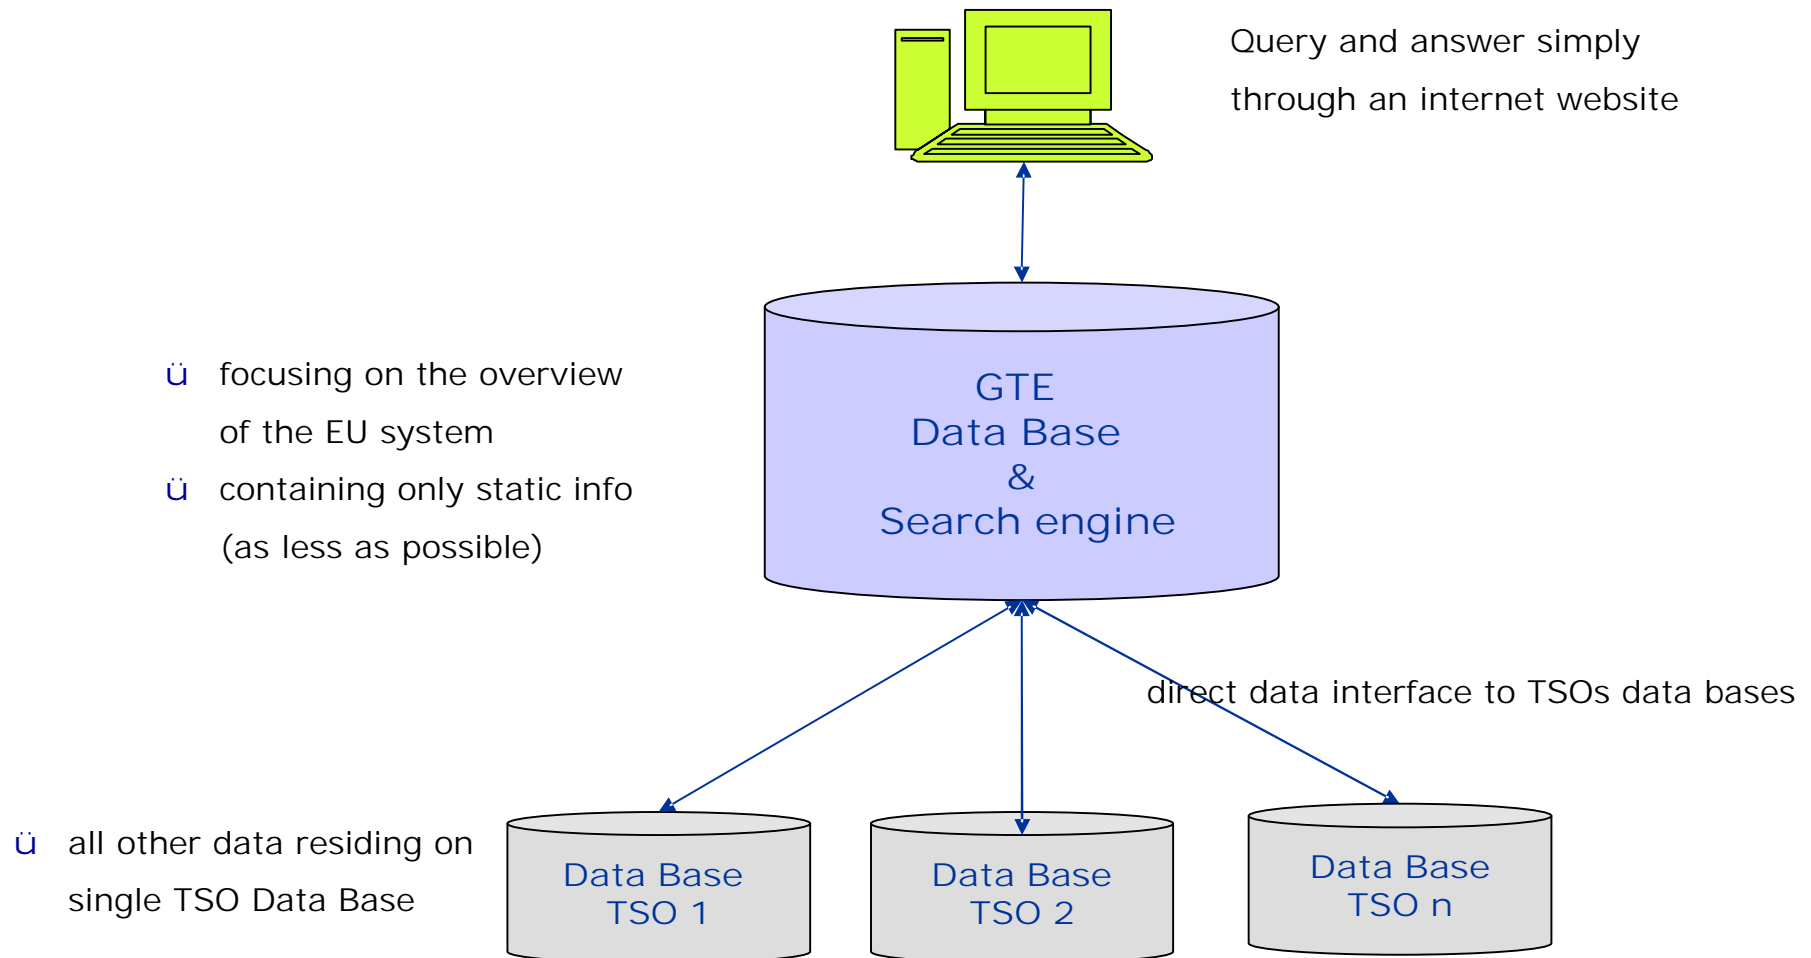 Query and answer simply
through an internet website
ü focusing on the overview
of the EU system
ü containing only static info
(as less as possible)
GTE
Data Base
&
Search engine
direct data interface to TSOs data bases
ü all other data residing on
single TSO Data Base
Data Base
TSO 1
Data Base
TSO 2
Data Base
TSO n